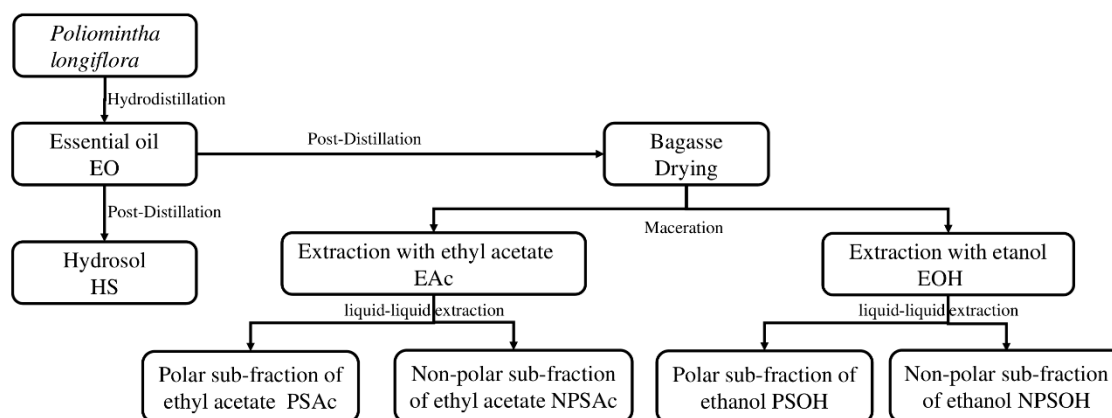 Poliomintha
longiflora
Hydrodistillation
Essential oil
EO
Post-Distillation
Bagasse
Drying
Post-Distillation
Maceration
Hydrosol
HS
Extraction with ethyl acetate
EAc
Extraction with etanol
EOH
liquid-liquid extraction
liquid-liquid extraction
Polar sub-fraction of
ethyl acetate PSAc
Non-polar sub-fraction
of ethyl acetate NPSAc
Polar sub-fraction of
ethanol PSOH
Non-polar sub-fraction of
ethanol NPSOH